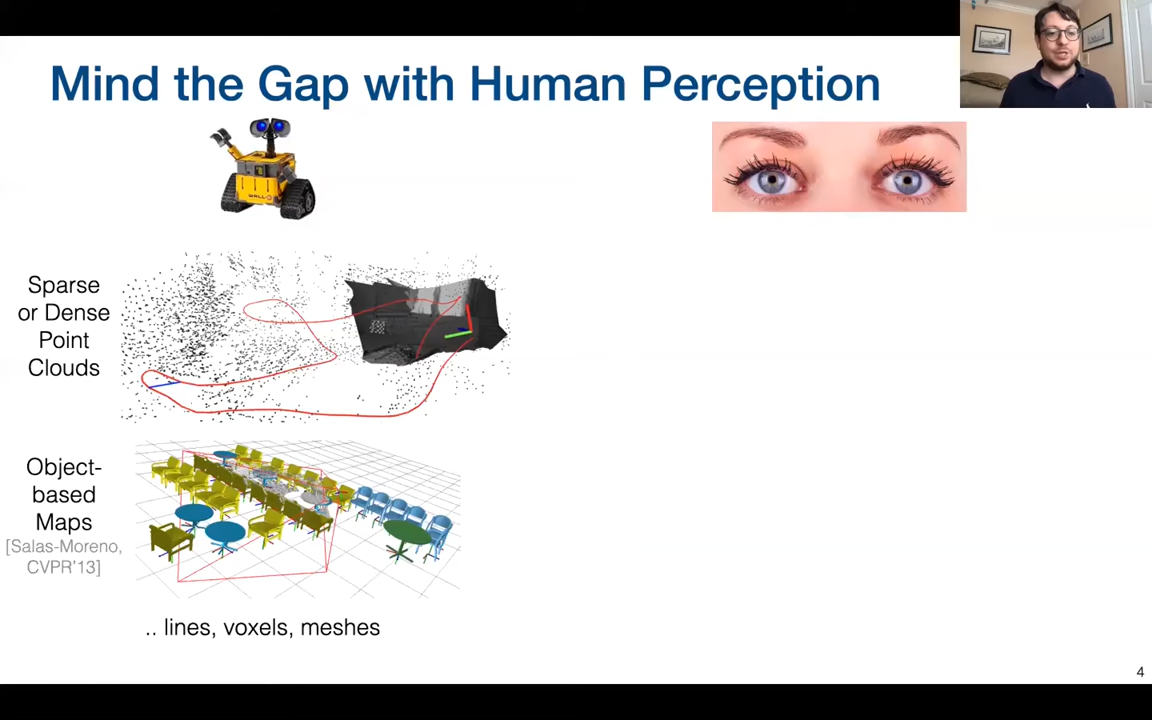 Mind the Gap with Human Perception
WALL·E
Sparse
or Dense
Point
Clouds
Object-
based
Maps
[Salas-Moreno,
CVPR'13]
.. lines, voxels, meshes
4